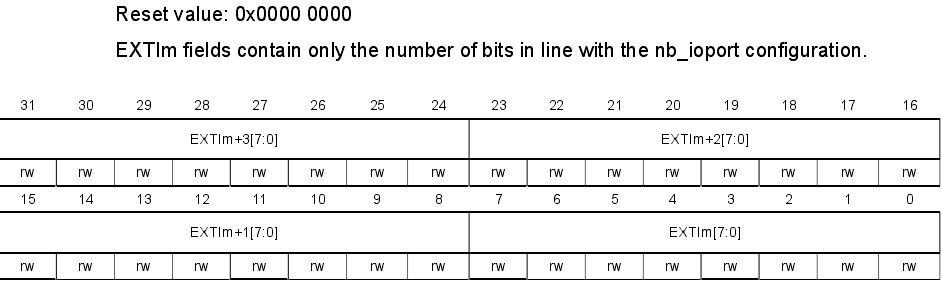 Reset value: 0x0000 0000
EXTIm fields contain only the number of bits in line with the nb_ioport configuration.
31 30 29 28 27 26 25 24 23 22 21 20 19 18 17 16
EXTIm+3[7:0] EXTIm+2[7:0]
rw rw rw rw rw rw rw rw rw rw rw rw rw rw rw rw
15 14 13 12 11 10 9 8 7 6 5 4 3 2 1 0
EXTIm+1[7:0] EXTIm[7:0]
rw rw rw rw rw rw rw rw rw rw rw rw rw rw rw rw